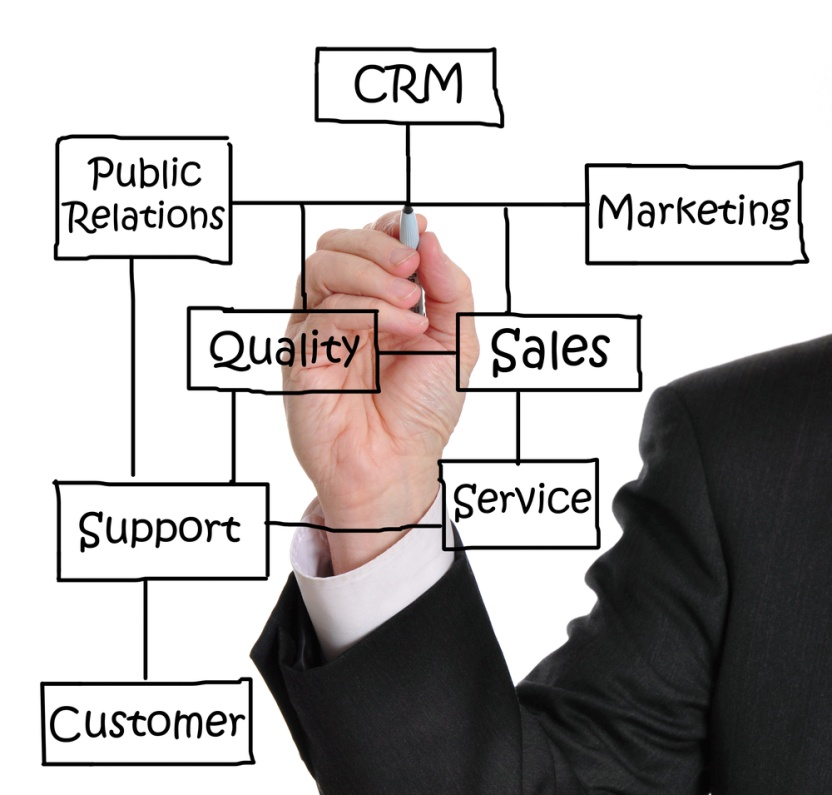 CRM
Public
Relations
Marketing
Quality
Sales
Service
Support
Customer